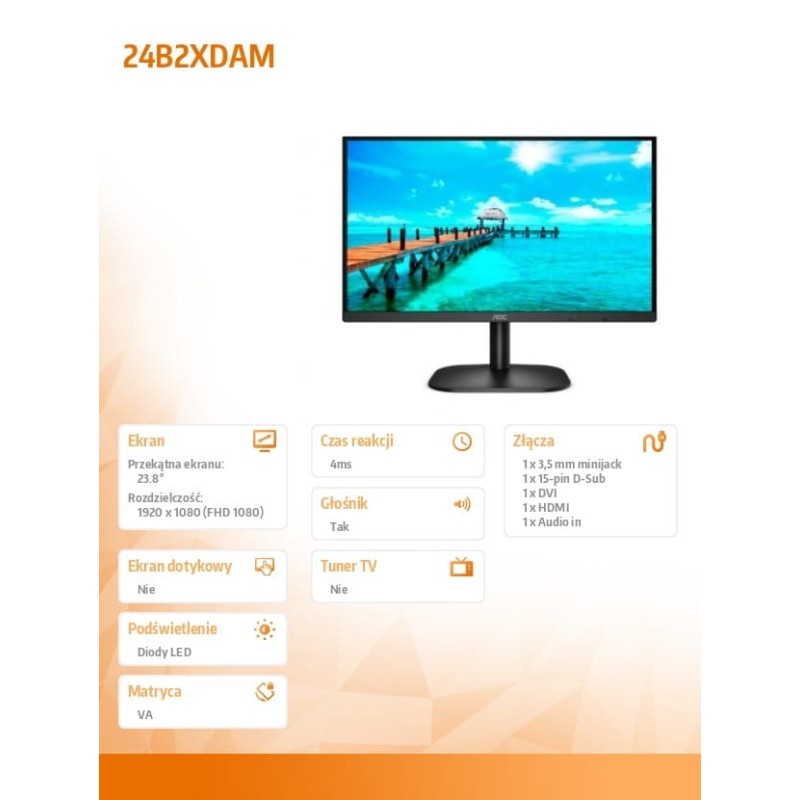 24B2XDAM
AOC
Ekran
Przekątna ekranu:
23.8"
Rozdzielczość:
1920 x 1080 (FHD 1080)
Ekran dotykowy
Nie
Podświetlenie
Diody LED
Matryca
VA
Czas reakcji
4ms
Głośnik
Tak
Tuner TV
Nie
Złącza
1 x 3,5 mm minijack
1 x 15-pin D-Sub
1 x DVI
1 x HDMI
1 x Audio in